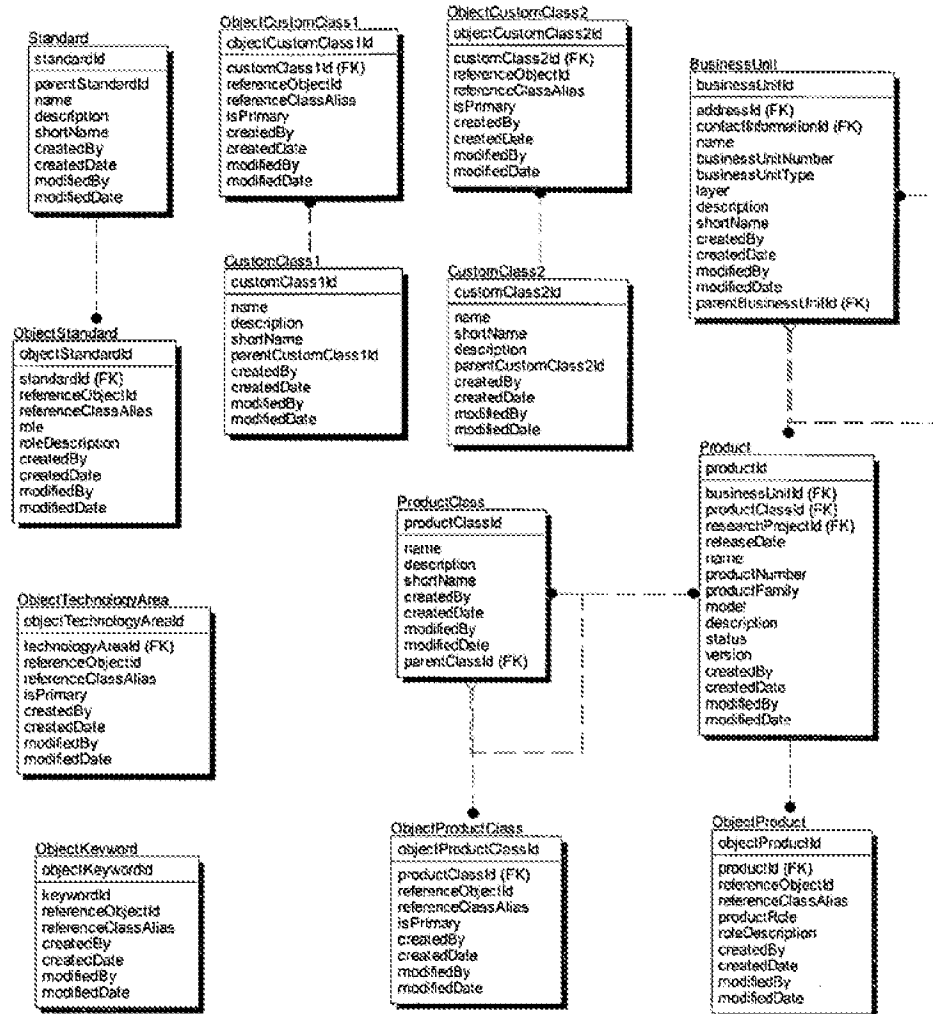 Standard
standardId
parentStandardId
name
description
shortName
createdBy
createdDate
modifiedBy
modifiedDate
ObjectCustomClass1
objectCustomClass1Id
customClass1Id (FK)
referenceObjectId
referenceClassAlias
isPrimary
createdBy
createdDate
modifiedBy
modifiedDate
ObjectCustomClass2
objectCustomClass2Id
customClass2Id (FK)
referenceObjectId
referenceClassAlias
isPrimary
createdBy
createdDate
modifiedBy
modifiedDate
BusinessUnit
businessUnitId
addressId (FK)
contactInformationId (FK)
name
businessUnitNumber
businessUnitType
layer
description
shortName
createdBy
createdDate
modifiedBy
modifiedDate
parentBusinessUnitId (FK)
CustomClass1
customClass1Id
name
description
shortName
parentCustomClass1Id
createdBy
createdDate
modifiedBy
modifiedDate
CustomClass2
customClass2Id
name
shortName
description
parentCustomClass2Id
createdBy
createdDate
modifiedBy
modifiedDate
ObjectStandard
objectStandardId
standardId (FK)
referenceObjectId
referenceClassAlias
role
roleDescription
createdBy
createdDate
modifiedBy
modifiedDate
Product
productId
businessUnitId (FK)
productClassId (FK)
researchProjectId (FK)
releaseDate
name
productNumber
productFamily
model
description
status
version
createdBy
createdDate
modifiedBy
modifiedDate
ProductClass
productClassId
name
description
shortName
createdBy
createdDate
modifiedBy
modifiedDate
parentClassId (FK)
ObjectTechnologyArea
objectTechnologyAreaId
technologyAreaId (FK)
referenceObjectId
referenceClassAlias
isPrimary
createdBy
createdDate
modifiedBy
modifiedDate
ObjectKeyword
objectKeywordId
keywordId
referenceObjectId
referenceClassAlias
createdBy
createdDate
modifiedBy
modifiedDate
ObjectProductClass
objectProductClassId
productClassId (FK)
referenceObjectId
referenceClassAlias
isPrimary
createdBy
createdDate
modifiedBy
modifiedDate
ObjectProduct
objectProductId
productId (FK)
referenceObjectId
referenceClassAlias
productRole
roleDescription
createdBy
createdDate
modifiedBy
modifiedDate